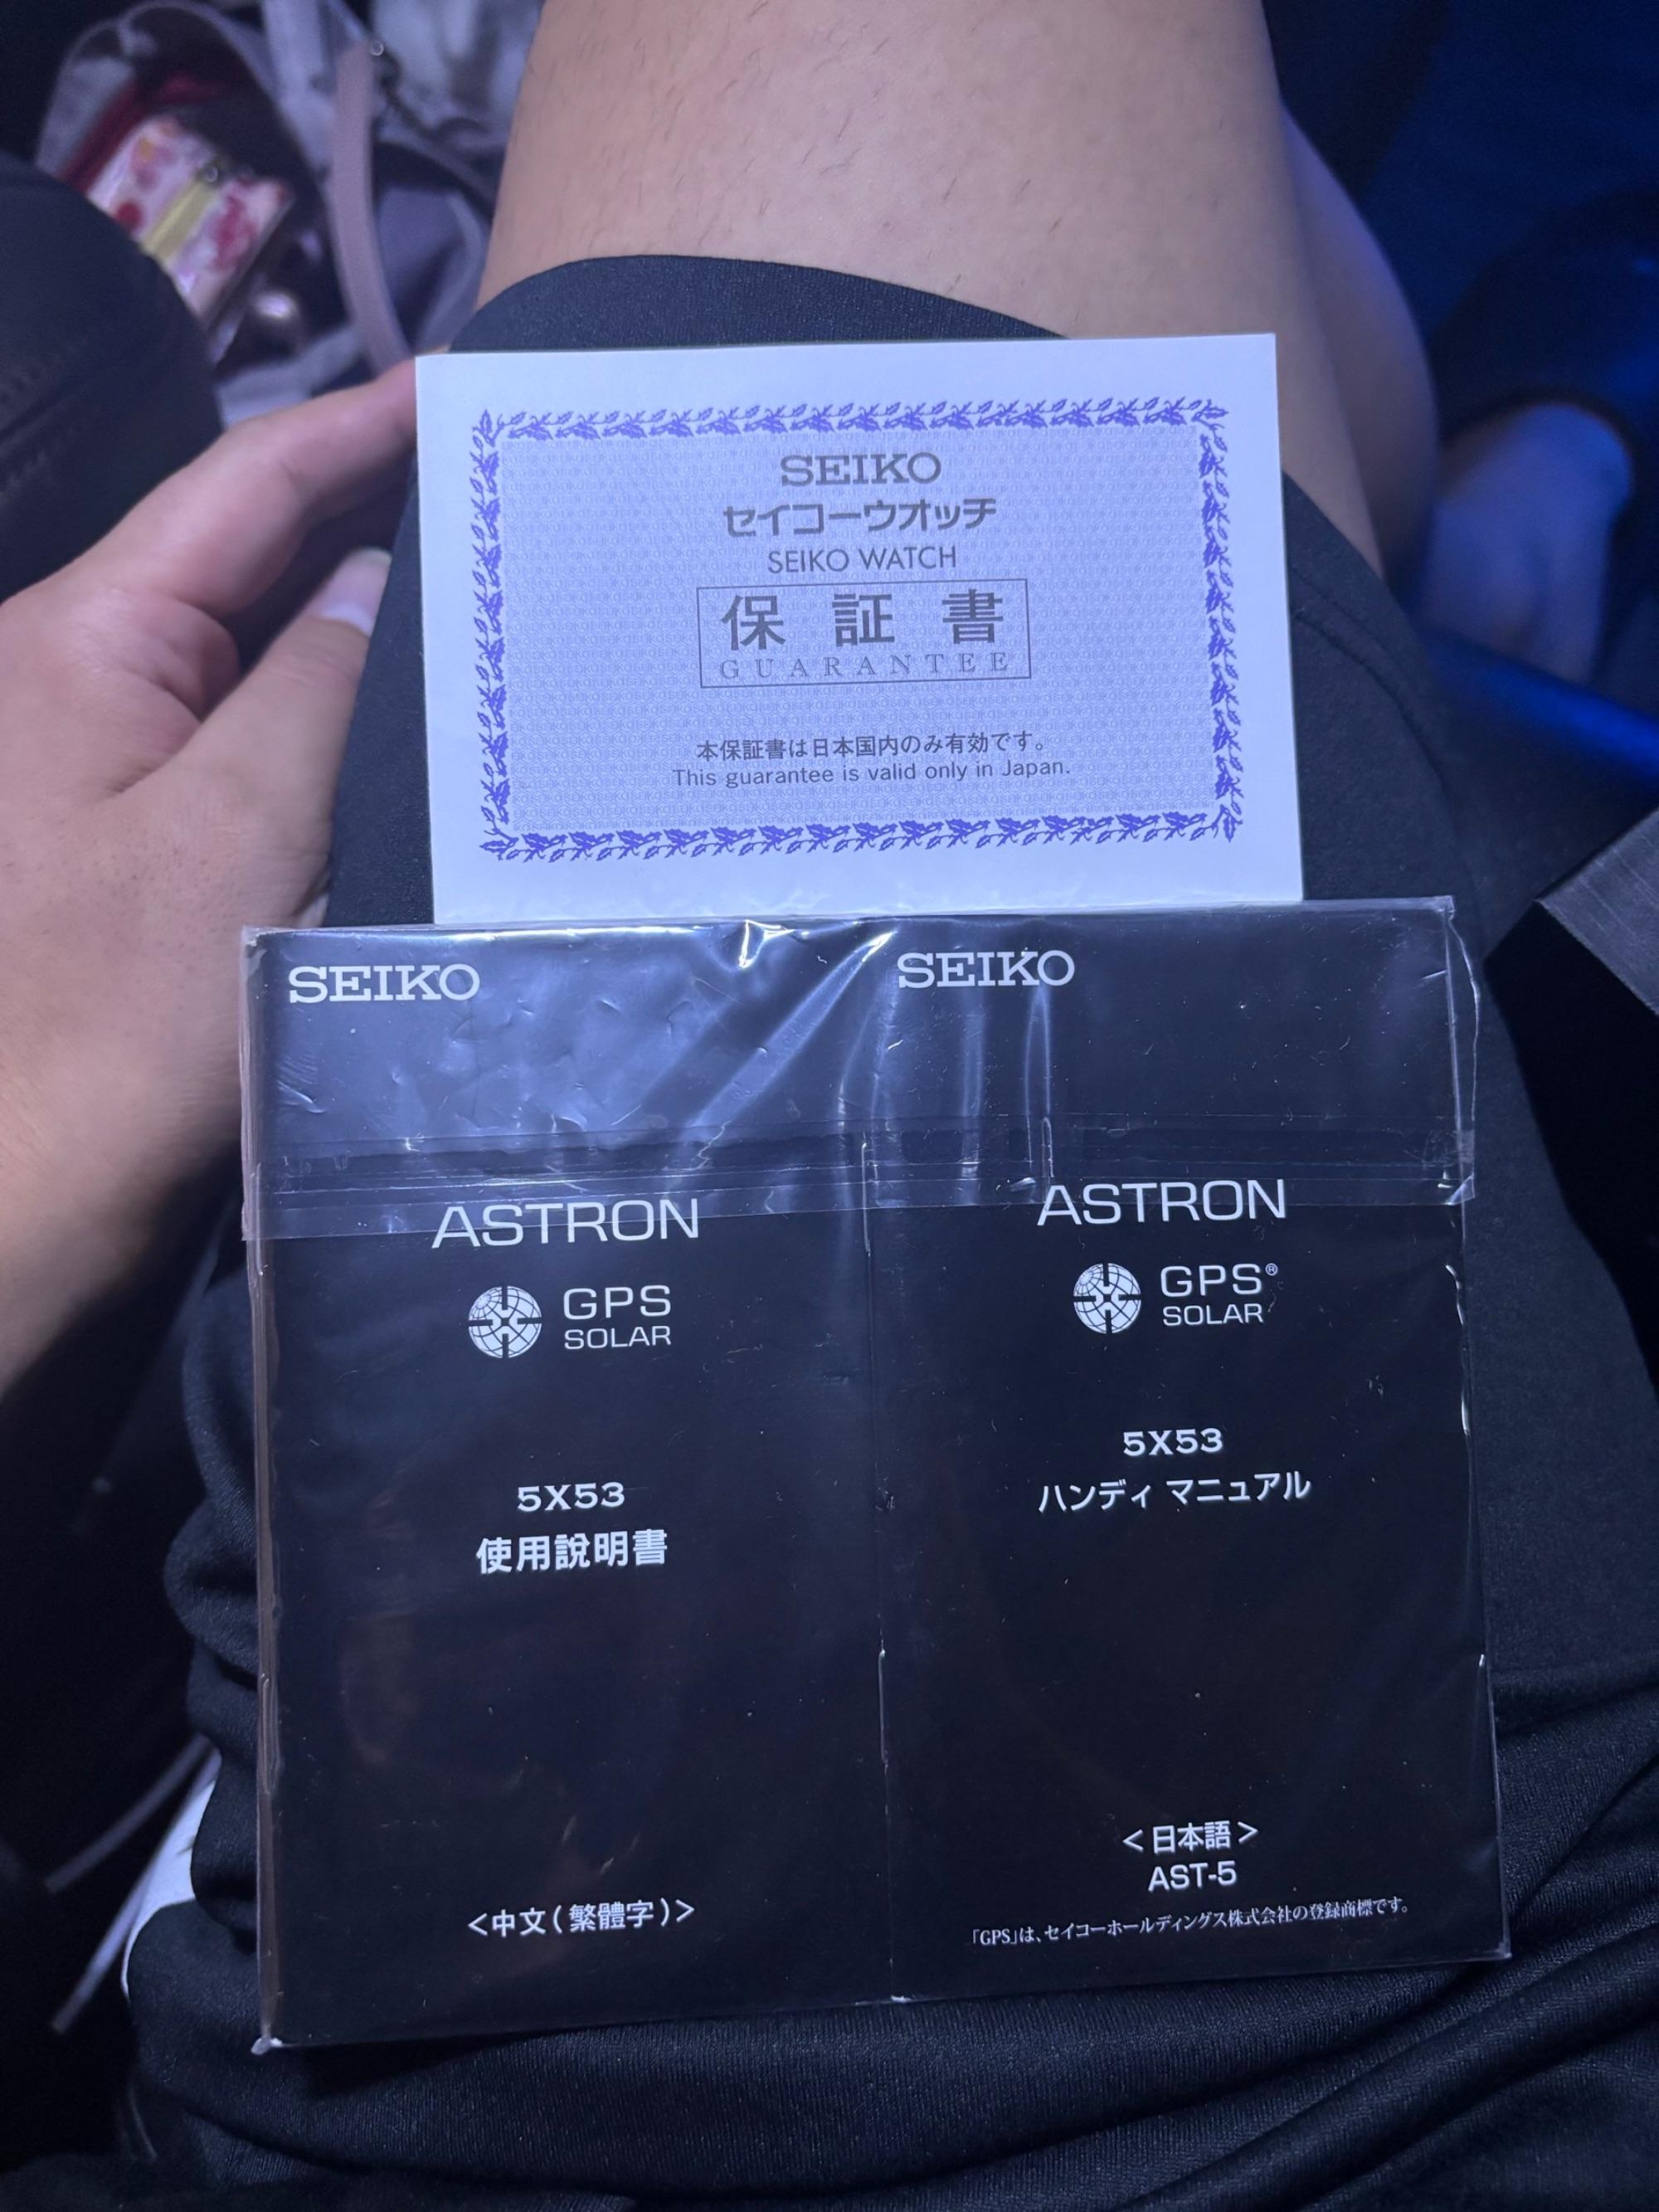 SEIKO
セイコーウオッチ
SEIKO WATCH
保証書
GUARANTEE
本保証書は日本国内のみ有効です。
This guarantee is valid only in Japan.
SEIKO
ASTRON
GPS
SOLAR
5X53
使用說明書
<中文(繁體字)>
SEIKO
ASTRON
GPS®
SOLAR
5X53
ハンディ マニュアル
<日本語>
AST-5
「GPS」は、セイコーホールディングス株式会社の登録商標です。